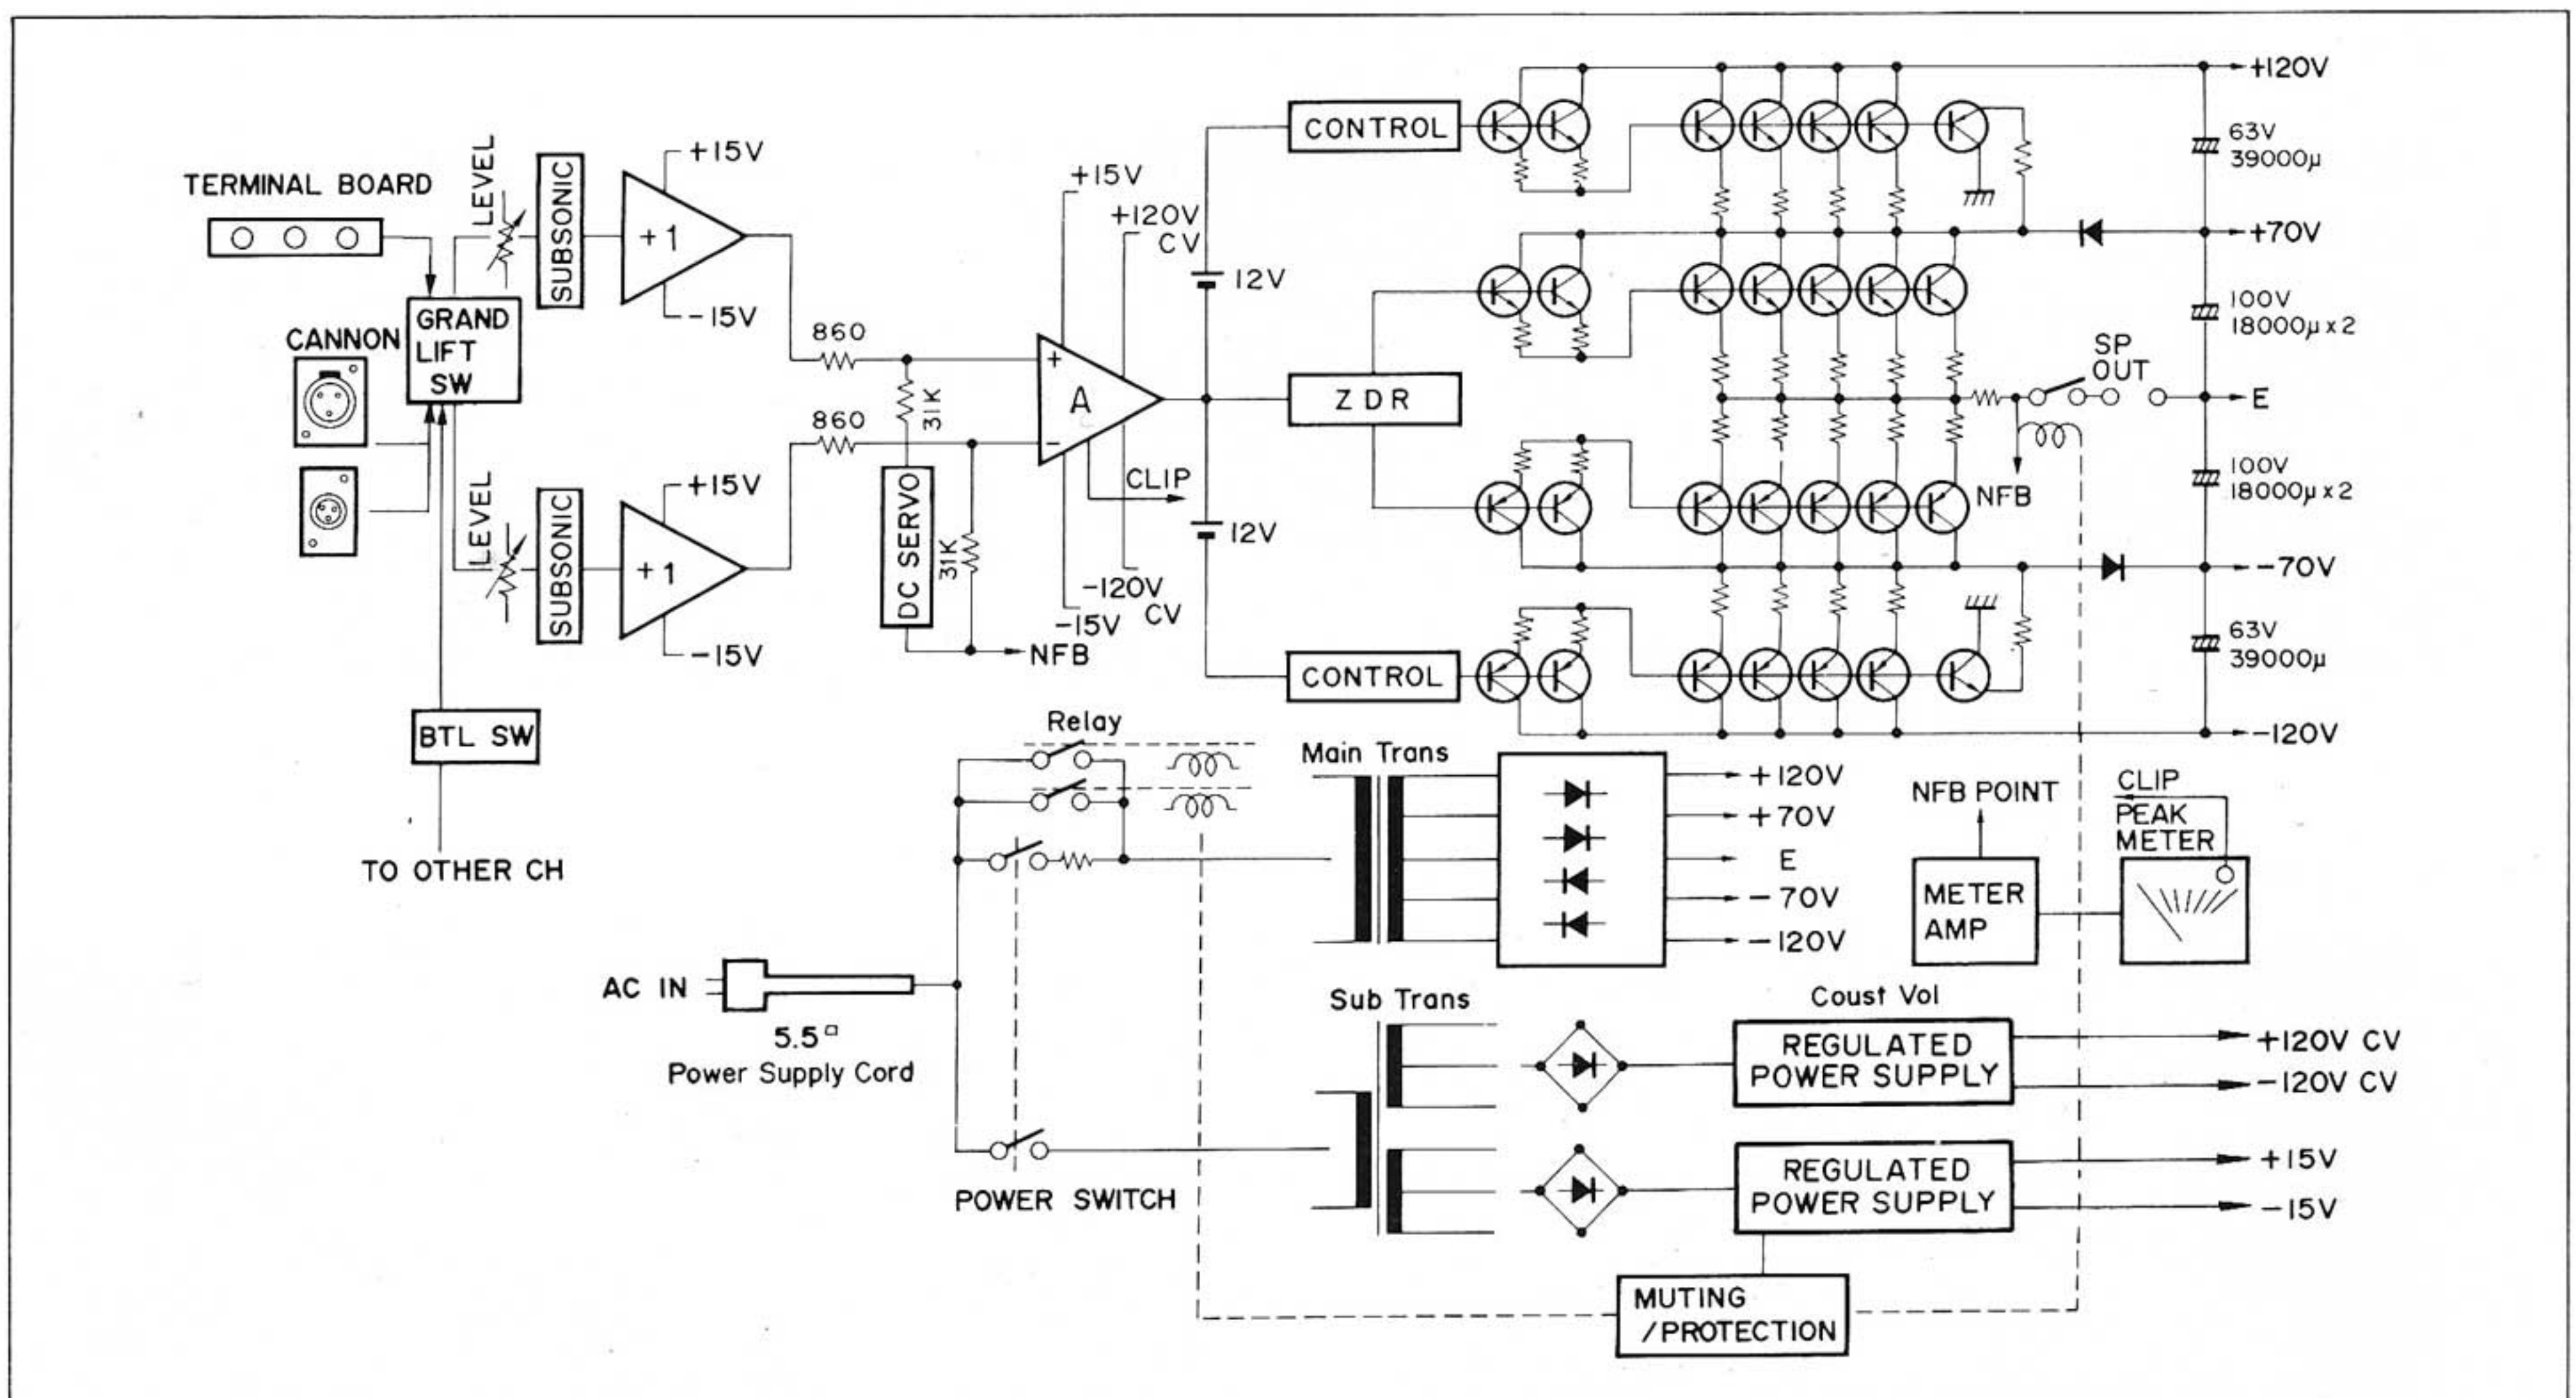 TERMINAL BOARD
CANNON
GRAND
LIFT
SW
LEVEL
SUBSONIC
+1
+15V
-15V
LEVEL
SUBSONIC
+1
+15V
-15V
BTL SW
TO OTHER CH
860
860
31K
31K
DC SERVO
NFB
+15V
+120V
CV
+
A
-
CLIP
-120V
CV
-15V
12V
12V
CONTROL
ZDR
CONTROL
SP
OUT
NFB
+120V
63V
39000μ
+70V
100V
18000μx2
E
100V
18000μx2
-70V
63V
39000μ
-120V
Relay
AC IN
5.5□
Power Supply Cord
POWER SWITCH
Main Trans
+120V
+70V
E
-70V
-120V
NFB POINT
METER
AMP
CLIP
PEAK
METER
Sub Trans
Coust Vol
REGULATED
POWER SUPPLY
+120V CV
-120V CV
REGULATED
POWER SUPPLY
+15V
-15V
MUTING
/PROTECTION